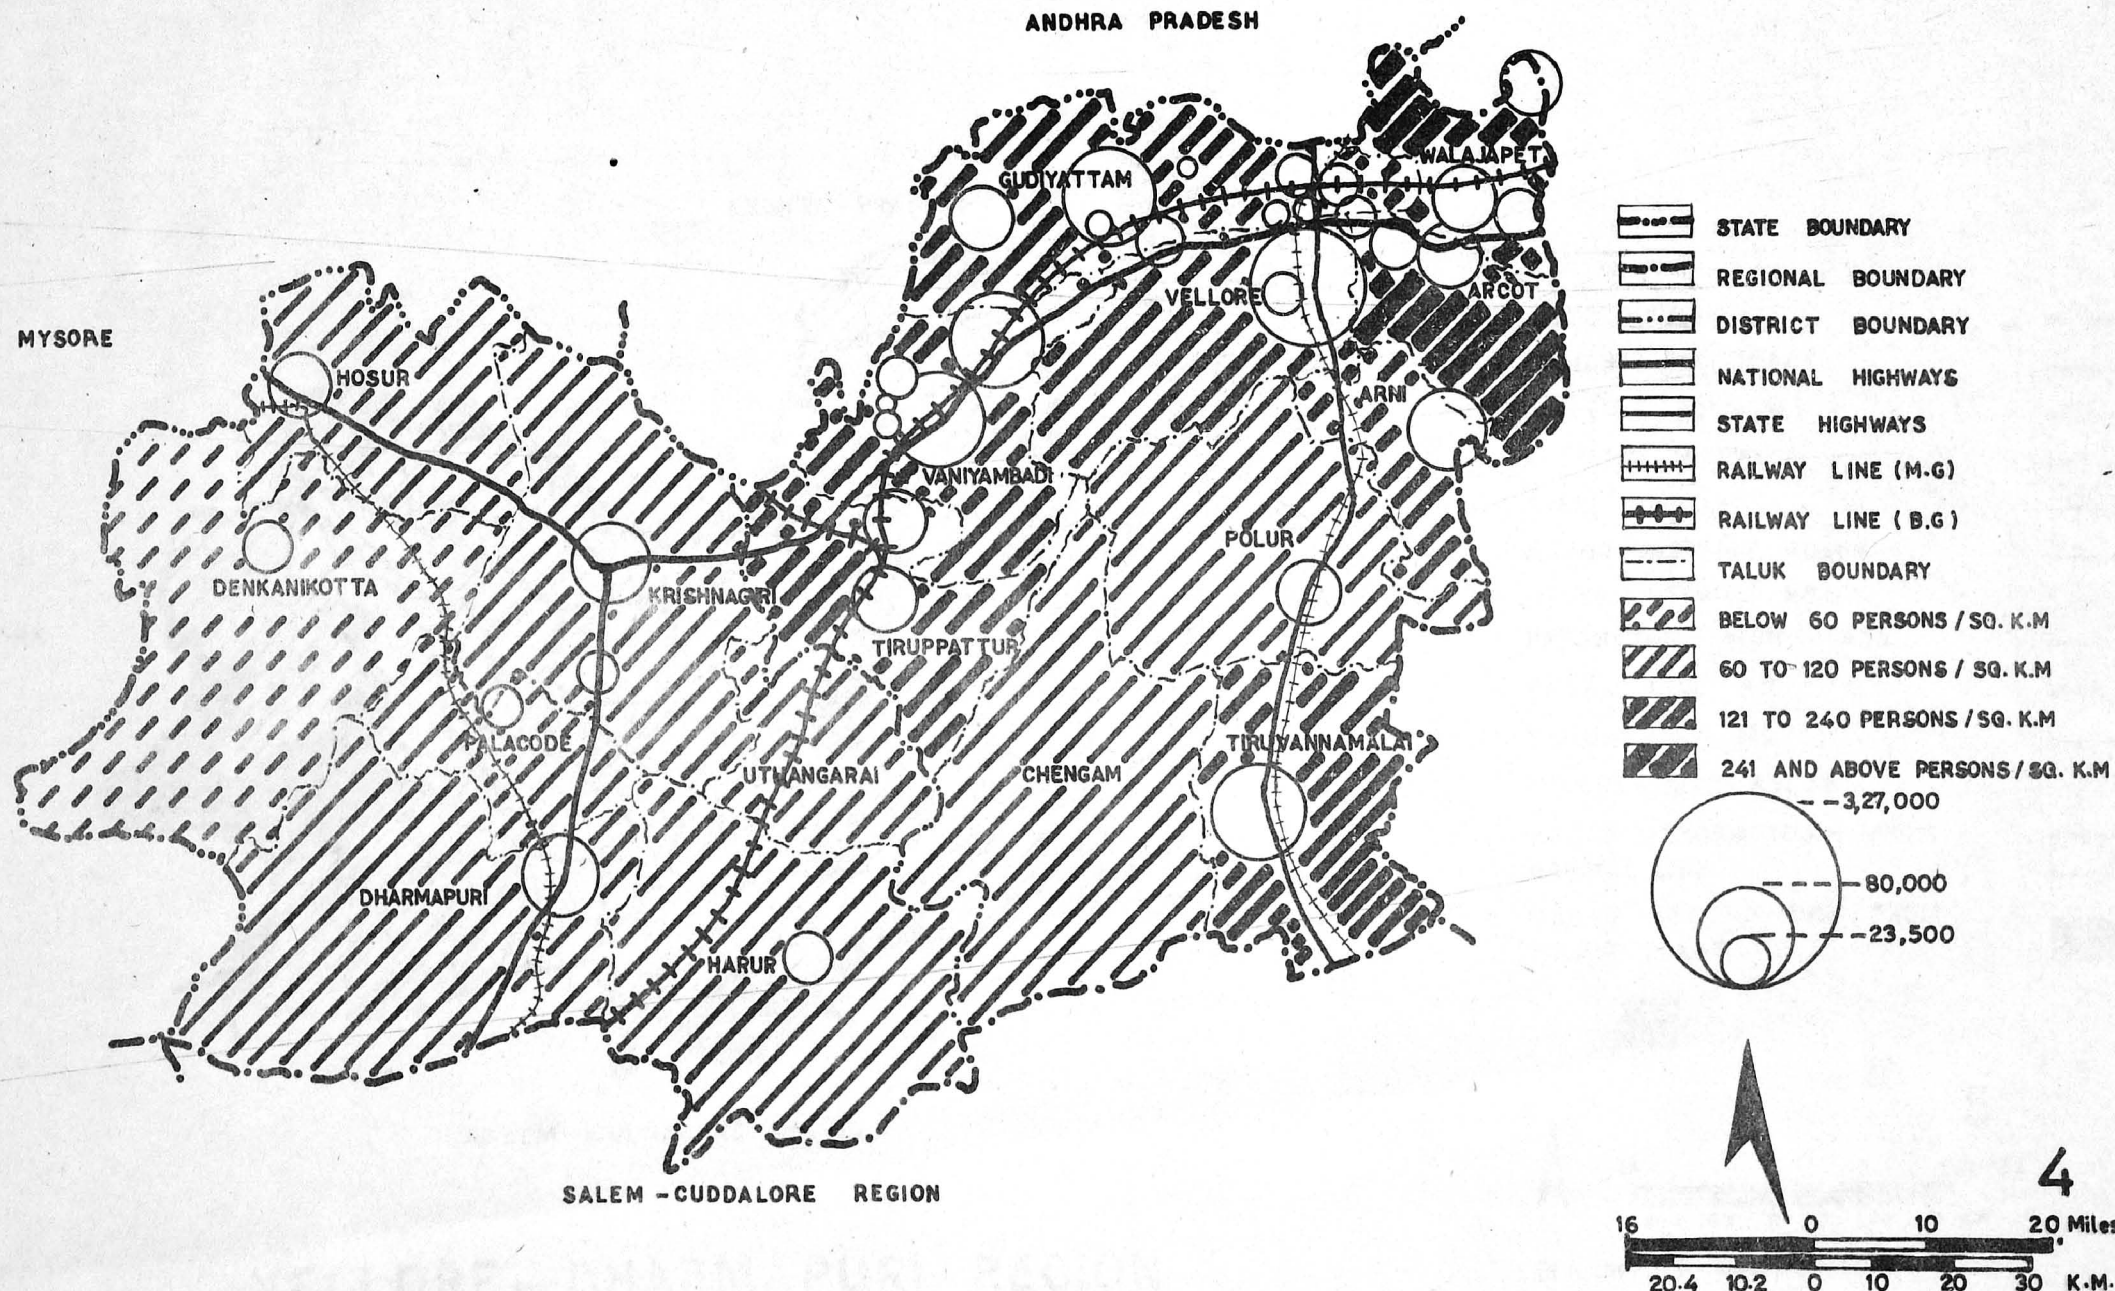 ANDHRA PRADESH
WALAJAPET
GUDIYATTAM
VELLORE
ARCOT
MYSORE
HOSUR
ARNI
VANIYAMBADI
POLUR
DENKANIKOTTA
KRISHNAGIRI
TIRUPPATTUR
PALACODE
UTHANGARAI
CHENGAM
TIRUVANNAMALAI
DHARMAPURI
HARUR
SALEM - CUDDALORE REGION
STATE BOUNDARY
REGIONAL BOUNDARY
DISTRICT BOUNDARY
NATIONAL HIGHWAYS
STATE HIGHWAYS
RAILWAY LINE (M.G)
RAILWAY LINE (B.G)
TALUK BOUNDARY
BELOW 60 PERSONS / SQ. K.M
60 TO 120 PERSONS / SQ. K.M
121 TO 240 PERSONS / SQ. K.M
241 AND ABOVE PERSONS / SQ. K.M
3,27,000
80,000
23,500
4
16 0 10 20 Miles
20.4 10.2 0 10 20 30 K.M.